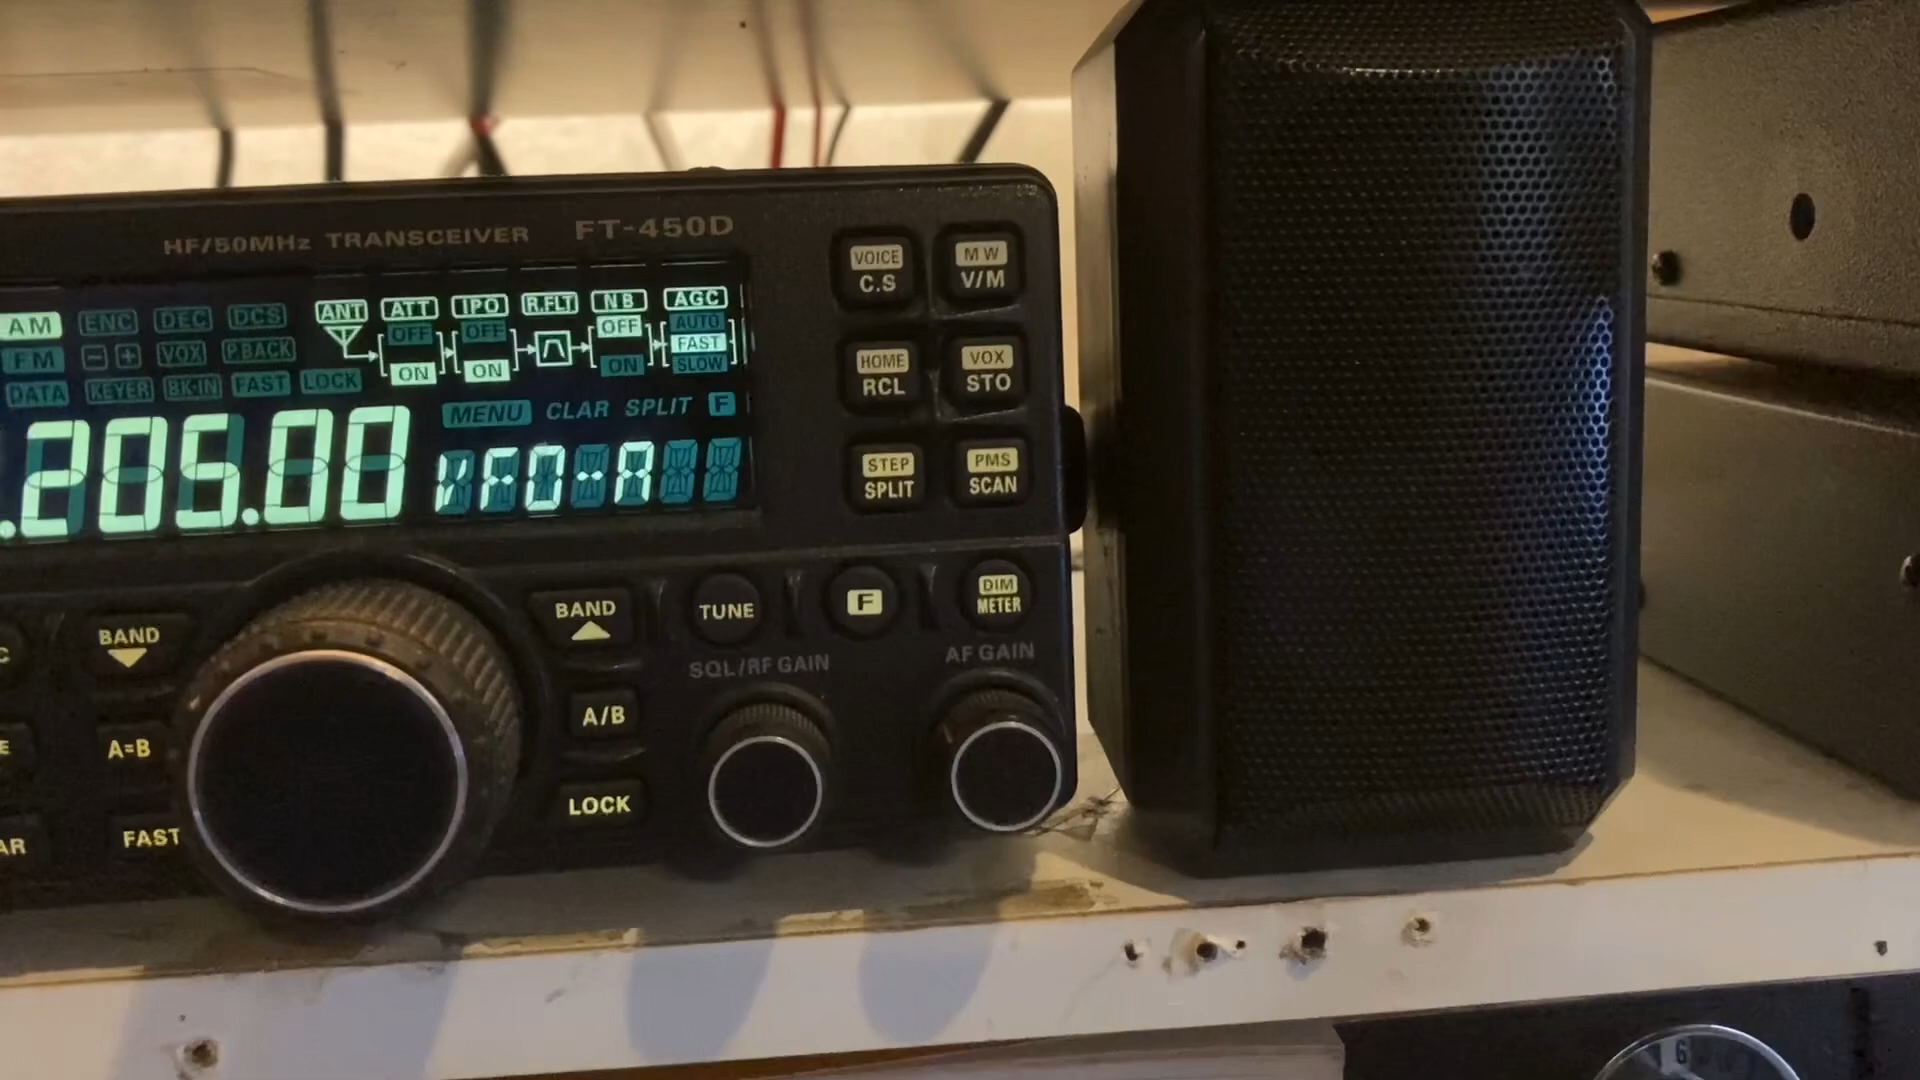 HF/50MHz TRANSCEIVER FT-450D
VOICE
C.S
MW
V/M
AM ENC DEC DCS
ANT ATT IPO R.FLT NB AGC
OFF OFF OFF AUTO
FM - + VOX P.BACK
FAST
ON ON ON SLOW
DATA KEYER BK-IN FAST LOCK
HOME
RCL
VOX
STO
MENU CLAR SPLIT F
.205.00 VFO-A
STEP
SPLIT
PMS
SCAN
BAND
BAND
TUNE
F
DIM
METER
SQL/RF GAIN
AF GAIN
A=B
A/B
LOCK
FAST
AR
6